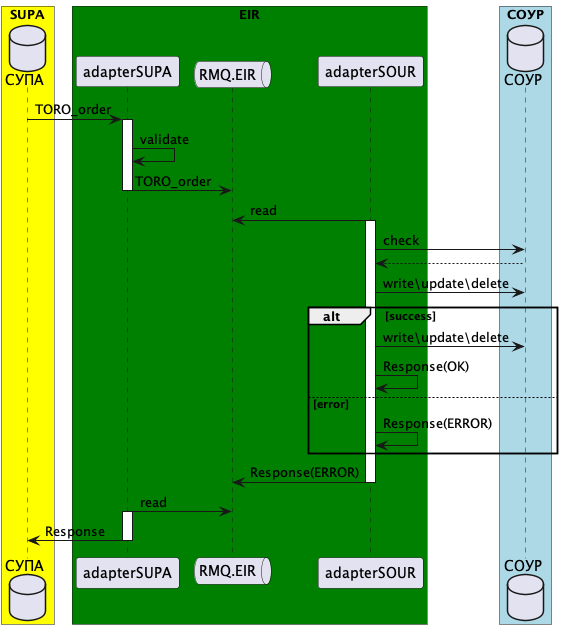 SUPA EIR СОУР
СУПА adapterSUPA RMQ.EIR adapterSOUR СОУР
TORO_order
validate
TORO_order
read
check
write\update\delete
alt [success]
write\update\delete
Response(OK)
[error]
Response(ERROR)
Response(ERROR)
read
Response
СУПА adapterSUPA RMQ.EIR adapterSOUR СОУР